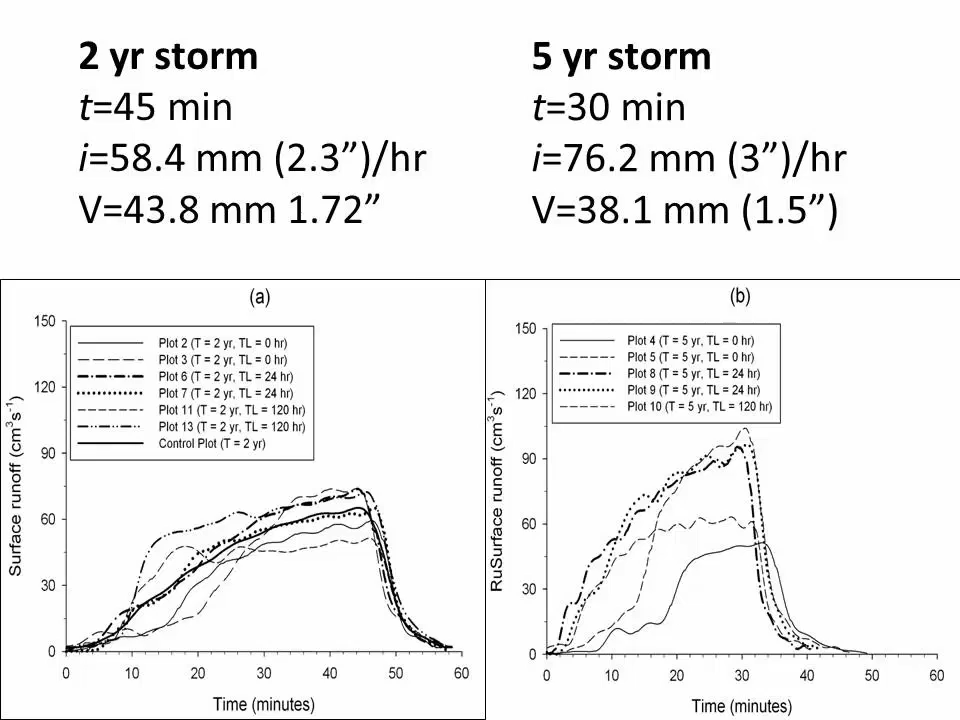 2 yr storm
t=45 min
i=58.4 mm (2.3”)/hr
V=43.8 mm 1.72”
5 yr storm
t=30 min
i=76.2 mm (3”)/hr
V=38.1 mm (1.5”)
(a)
150
120
90
60
30
0
Surface runoff (cm³s⁻¹)
Plot 2 (T = 2 yr, TL = 0 hr)
Plot 3 (T = 2 yr, TL = 0 hr)
Plot 6 (T = 2 yr, TL = 24 hr)
Plot 7 (T = 2 yr, TL = 24 hr)
Plot 11 (T = 2 yr, TL = 120 hr)
Plot 13 (T = 2 yr, TL = 120 hr)
Control Plot (T = 2 yr)
0 10 20 30 40 50 60
Time (minutes)
(b)
150
120
90
60
30
0
RuSurface runoff (cm³s⁻¹)
Plot 4 (T = 5 yr, TL = 0 hr)
Plot 5 (T = 5 yr, TL = 0 hr)
Plot 8 (T = 5 yr, TL = 24 hr)
Plot 9 (T = 5 yr, TL = 24 hr)
Plot 10 (T = 5 yr, TL = 120 hr)
0 10 20 30 40 50 60
Time (minutes)